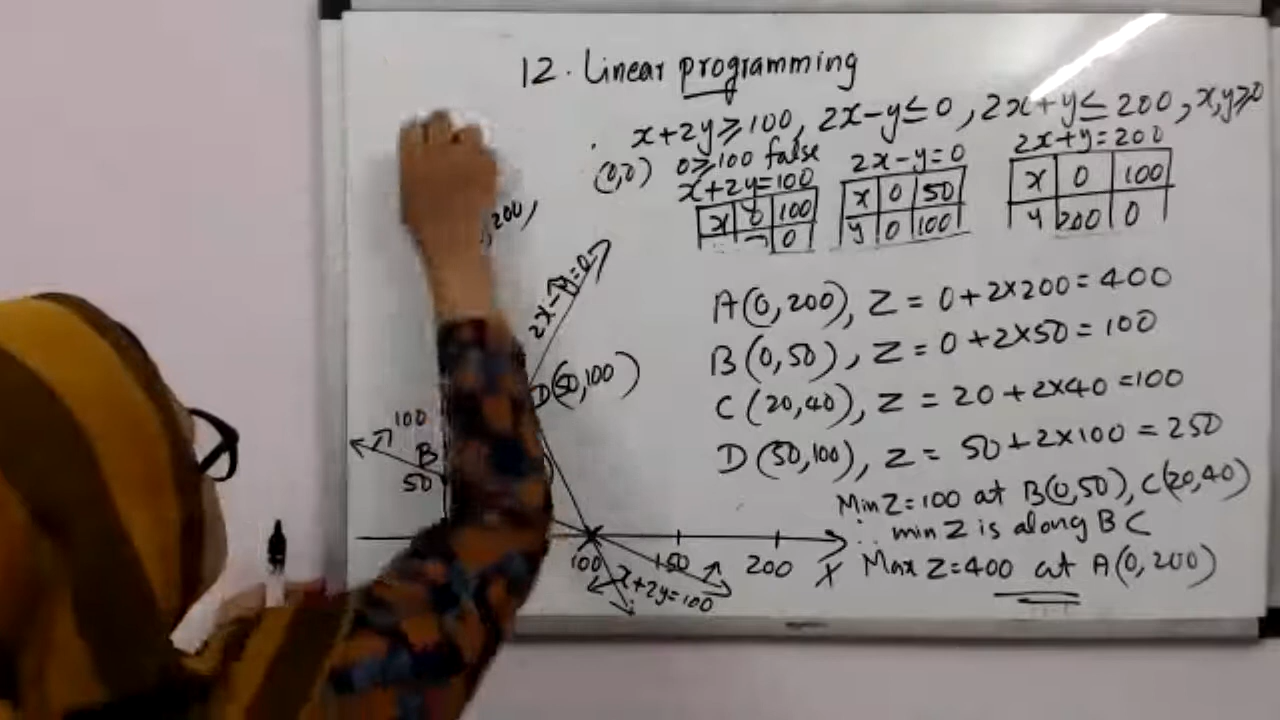 12. Linear programming
x+2y≥100, 2x-y≤0, 2x+y≤200, x,y≥0
(0,0) 0≥100 false
x+2y=100
x 100
0
2x-y=0
x 0 50
y 0 100
2x+y=200
x 0 100
y 200 0
200,
2x-y=0
D(50,100)
100
B
50
100 150 200 X
x+2y=100
A(0,200), Z=0+2×200=400
B(0,50), Z=0+2×50=100
C(20,40), Z=20+2×40=100
D(50,100), Z=50+2×100=250
Min Z=100 at B(0,50), C(20,40)
∴ min Z is along BC
Max Z=400 at A(0,200)